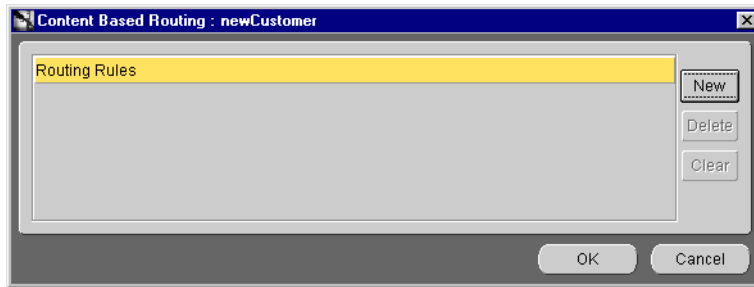 Content Based Routing : newCustomer
Routing Rules
New
Delete
Clear
OK
Cancel